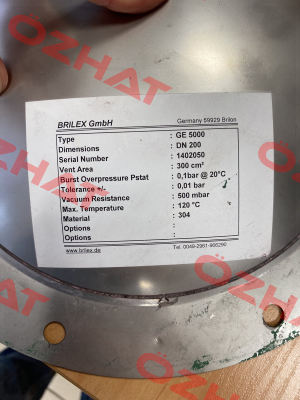 OZHAT
BRILEX GmbH Germany 59929 Brilon
Type : GE 5000
Dimensions : DN 200
Serial Number : 1402050
Vent Area : 300 cm²
Burst Overpressure Pstat : 0,1bar @ 20°C
Tolerance +/- : 0,01 bar
Vacuum Resistance : 500 mbar
Max. Temperature : 120 °C
Material : 304
Options :
Options :
www.brilex.de Tel. 0049-2961-966290
OZHAT
OZHAT
OZHAT
OZHAT